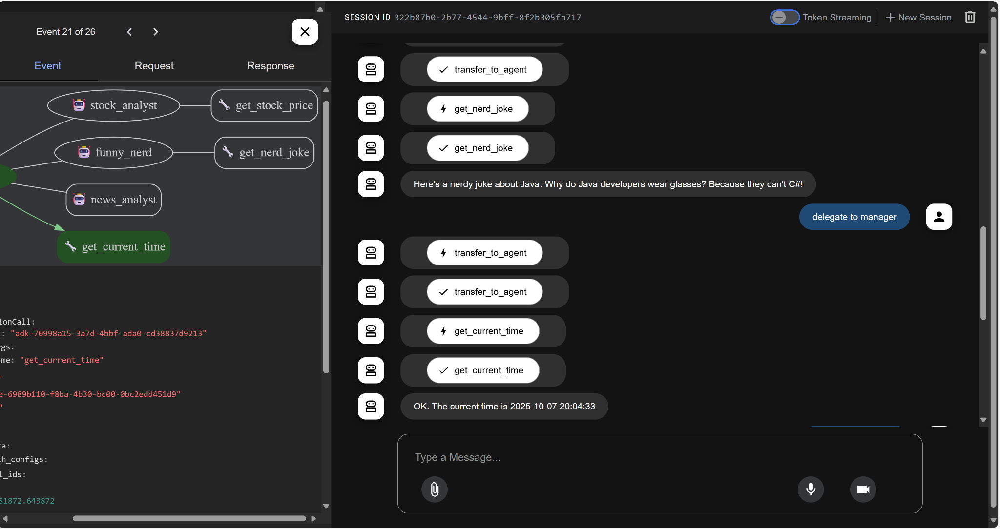 Event 21 of 26
Event
Request
Response
stock_analyst
get_stock_price
funny_nerd
get_nerd_joke
news_analyst
get_current_time
ionCall:
: "adk-70998a15-3a7d-4bbf-ada0-cd38837d9213"
rgs:
me: "get_current_time"
"
e-6989b110-f8ba-4b30-bc00-0bc2edd451d9"
"
ta:
th_configs:
l_ids:
81872.643872
SESSION ID 322b87b0-2b77-4544-9bff-8f2b305fb717
Token Streaming
New Session
transfer_to_agent
get_nerd_joke
get_nerd_joke
Here's a nerdy joke about Java: Why do Java developers wear glasses? Because they can't C#!
delegate to manager
transfer_to_agent
transfer_to_agent
get_current_time
get_current_time
OK. The current time is 2025-10-07 20:04:33
Type a Message...